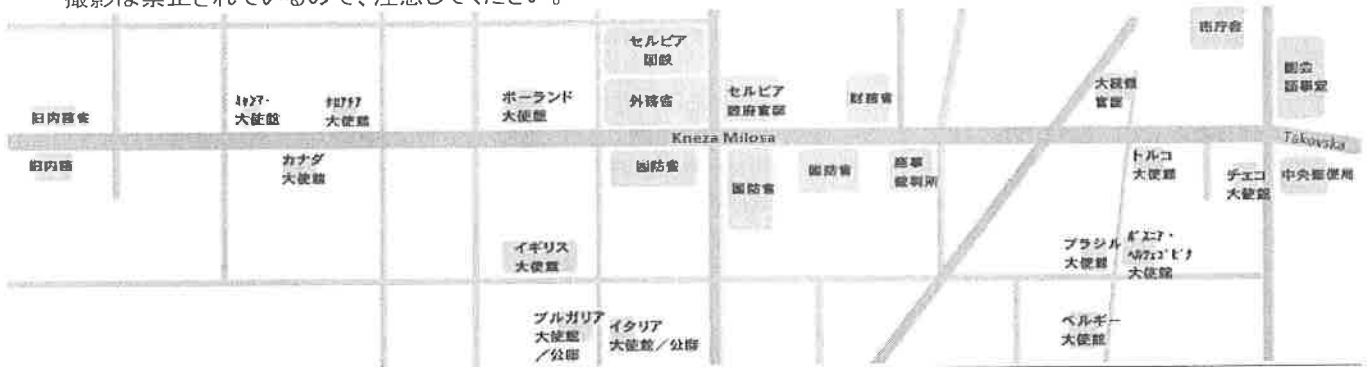 撮影は禁止されているので、注意してください。
セルビア
国鉄
市庁舎
旧内務省
ﾐｬﾝﾏｰ
大使館
ｸﾛｱﾁｱ
大使館
ポーランド
大使館
外務省
セルビア
政府官邸
財務省
大統領
官邸
国会
議事堂
Kneza Milosa
Takovska
旧内務
カナダ
大使館
国防省
国防省
国防省
商事
裁判所
トルコ
大使館
チェコ
大使館
中央郵便局
イギリス
大使館
ブラジル
大使館
ﾎﾞｽﾆｱ・
ﾍﾙﾂｪｺﾞﾋﾞﾅ
大使館
ブルガリア
大使館
／公邸
イタリア
大使館／公邸
ベルギー
大使館